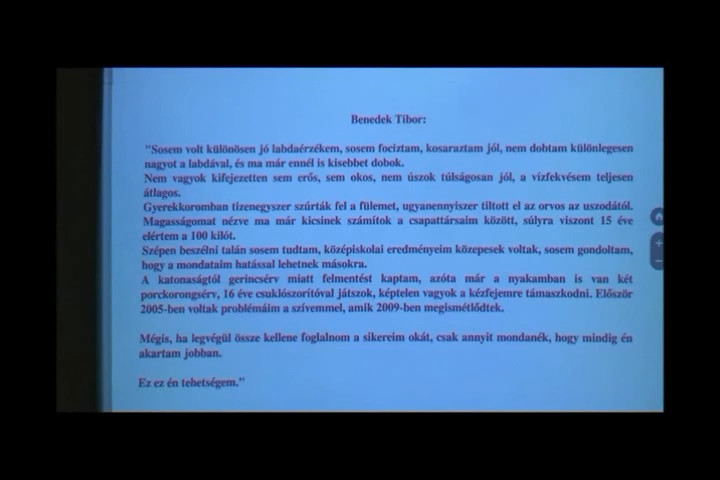 Benedek Tibor:
"Sosem volt különösen jó labdaérzékem, sosem fociztam, kosaraztam jól, nem dobtam különlegesen
nagyot a labdával, és ma már ennél is kisebbet dobok.
Nem vagyok kifejezetten sem erős, sem okos, nem úszok túlságosan jól, a vízfekvésem teljesen
átlagos.
Gyerekkoromban tizenegyszer szúrták fel a fülemet, ugyanennyiszer tiltott el az orvos az uszodától.
Magasságomat nézve ma már kicsinek számítok a csapattársaim között, súlyra viszont 15 éve
elértem a 100 kilót.
Szépen beszélni talán sosem tudtam, középiskolai eredményeim közepesek voltak, sosem gondoltam,
hogy a mondataim hatással lehetnek másokra.
A katonaságtól gerincsérv miatt felmentést kaptam, azóta már a nyakamban is van két
porckorongsérv, 16 éve csuklószorítóval játszok, képtelen vagyok a kézfejemre támaszkodni. Először
2005-ben voltak problémáim a szívemmel, amik 2009-ben megismétlődtek.
Mégis, ha legvégül össze kellene foglalnom a sikereim okát, csak annyit mondanék, hogy mindig én
akartam jobban.
Ez ez én tehetségem."